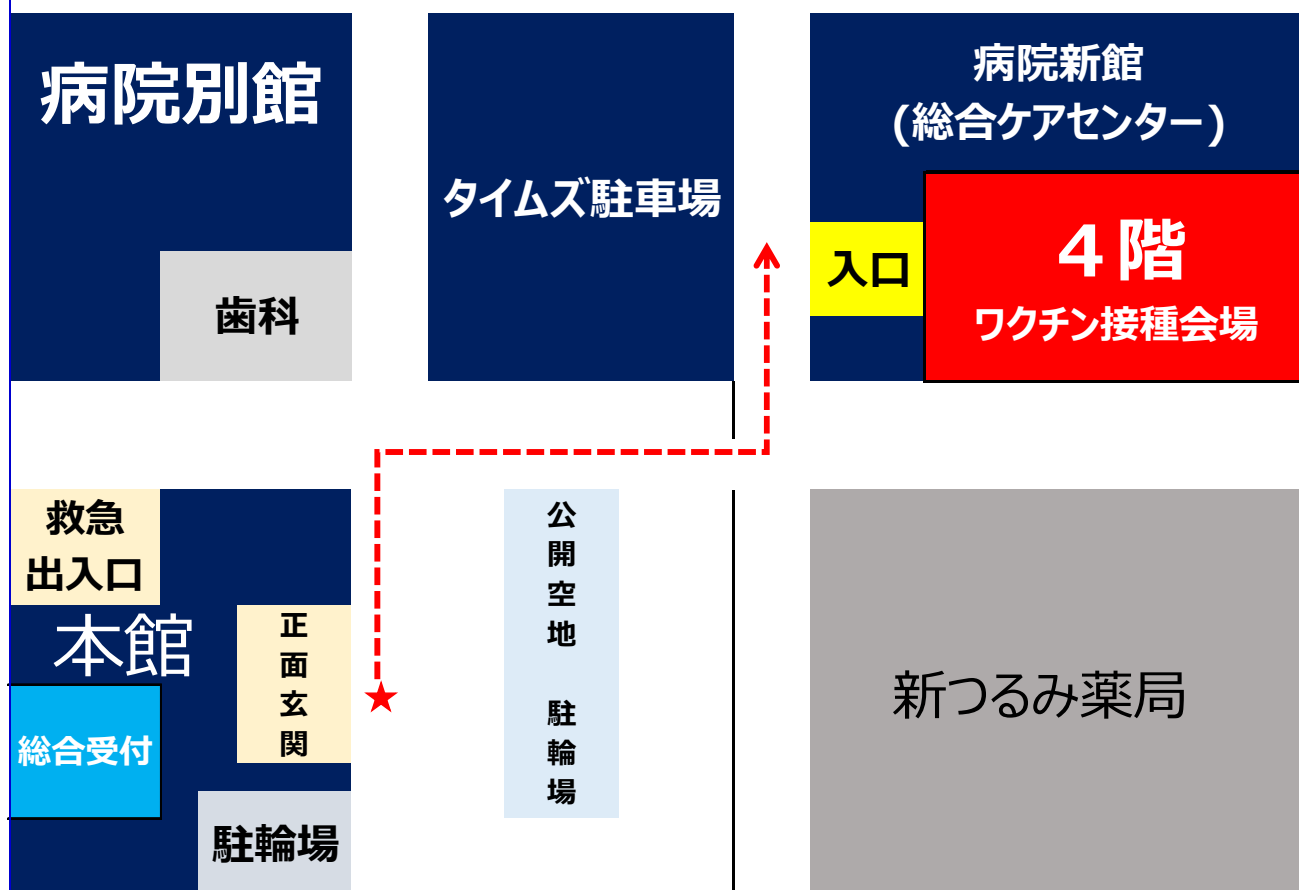 病院別館
歯科
タイムズ駐車場
病院新館
(総合ケアセンター)
入口
４階
ワクチン接種会場
救急
出入口
本館
正面玄関
総合受付
駐輪場
公開空地　駐輪場
新つるみ薬局